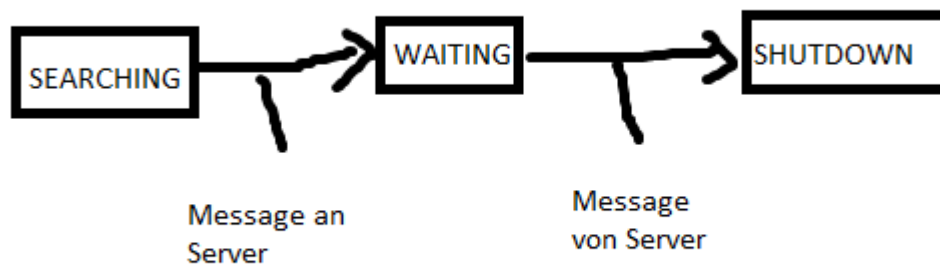 SEARCHING
WAITING
SHUTDOWN
Message an
Server
Message
von Server